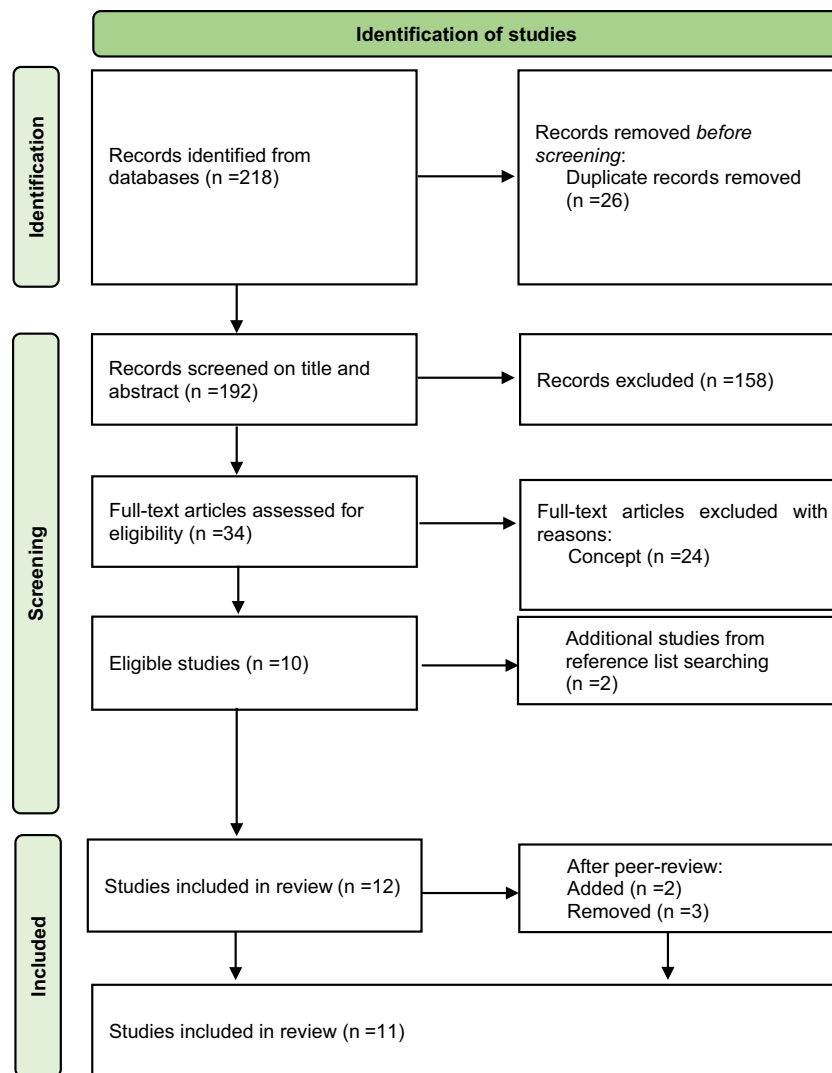 Identification of studies
Identification
Records identified from
databases (n =218)
Records removed before
screening:
Duplicate records removed
(n =26)
Screening
Records screened on title and
abstract (n =192)
Records excluded (n =158)
Full-text articles assessed for
eligibility (n =34)
Full-text articles excluded with
reasons:
Concept (n =24)
Eligible studies (n =10)
Additional studies from
reference list searching
(n =2)
Included
Studies included in review (n =12)
After peer-review:
Added (n =2)
Removed (n =3)
Studies included in review (n =11)